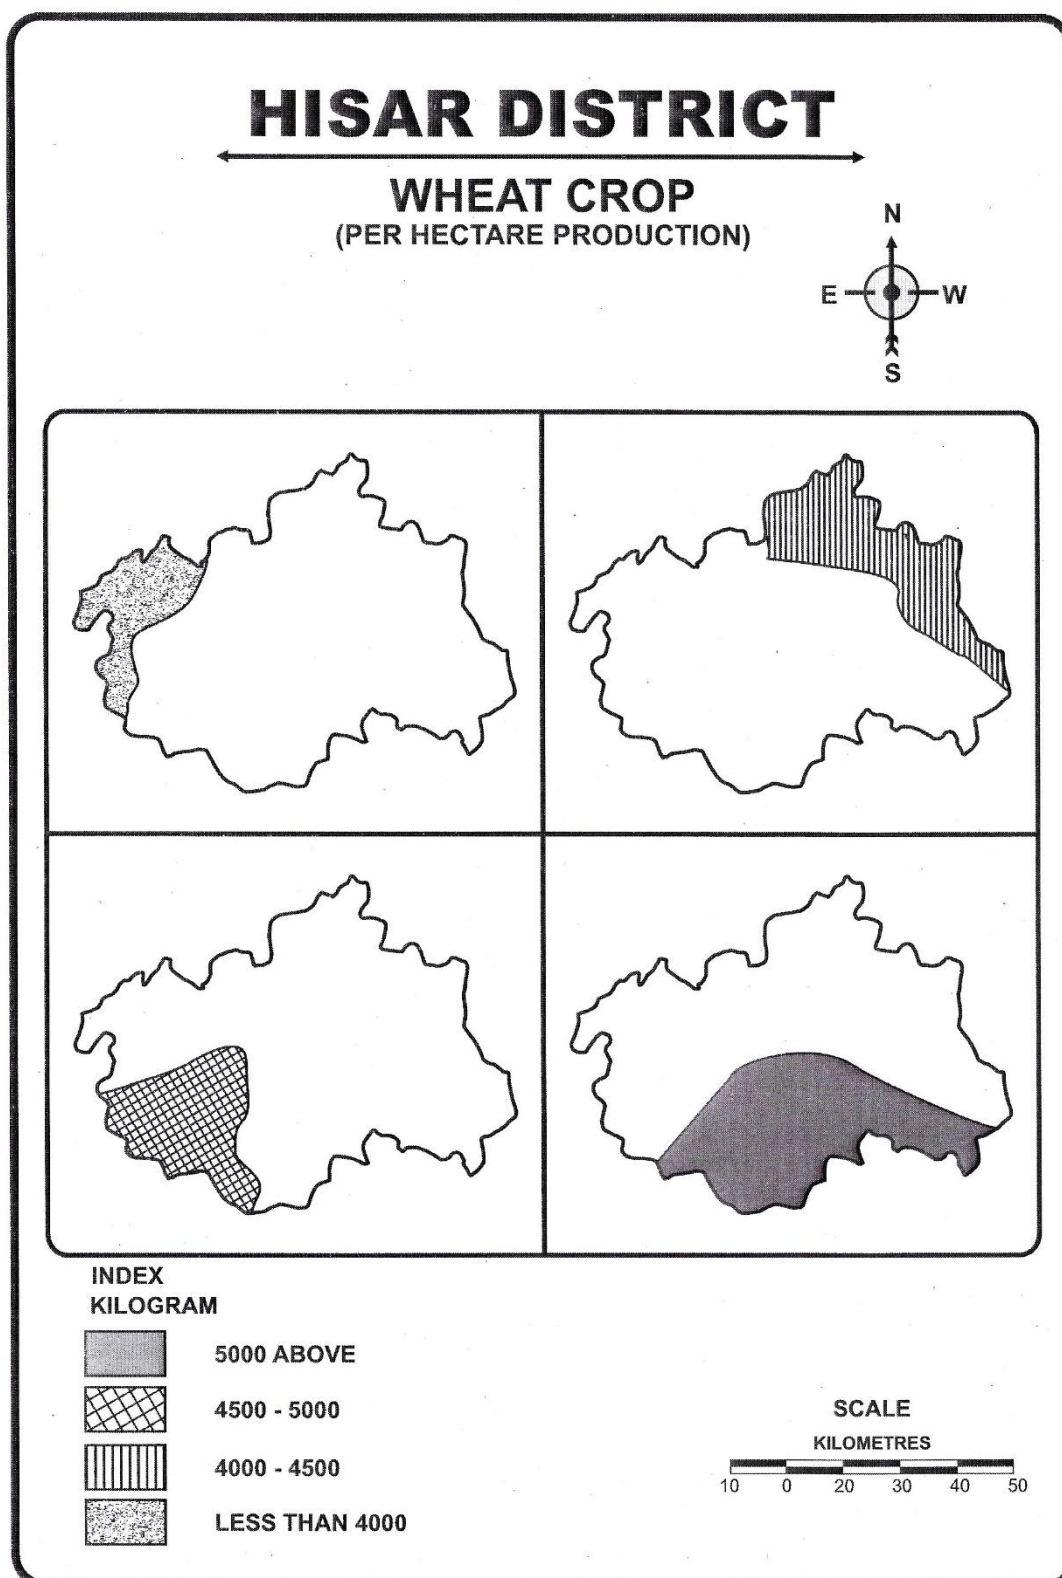 HISAR DISTRICT
WHEAT CROP
(PER HECTARE PRODUCTION)
N
E W
S
INDEX
KILOGRAM
5000 ABOVE
4500 - 5000
4000 - 4500
LESS THAN 4000
SCALE
KILOMETRES
10 0 20 30 40 50